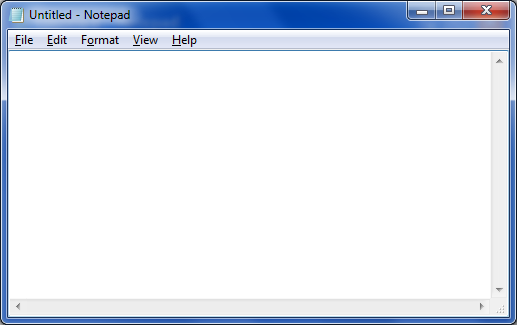 Untitled - Notepad
File Edit Format View Help